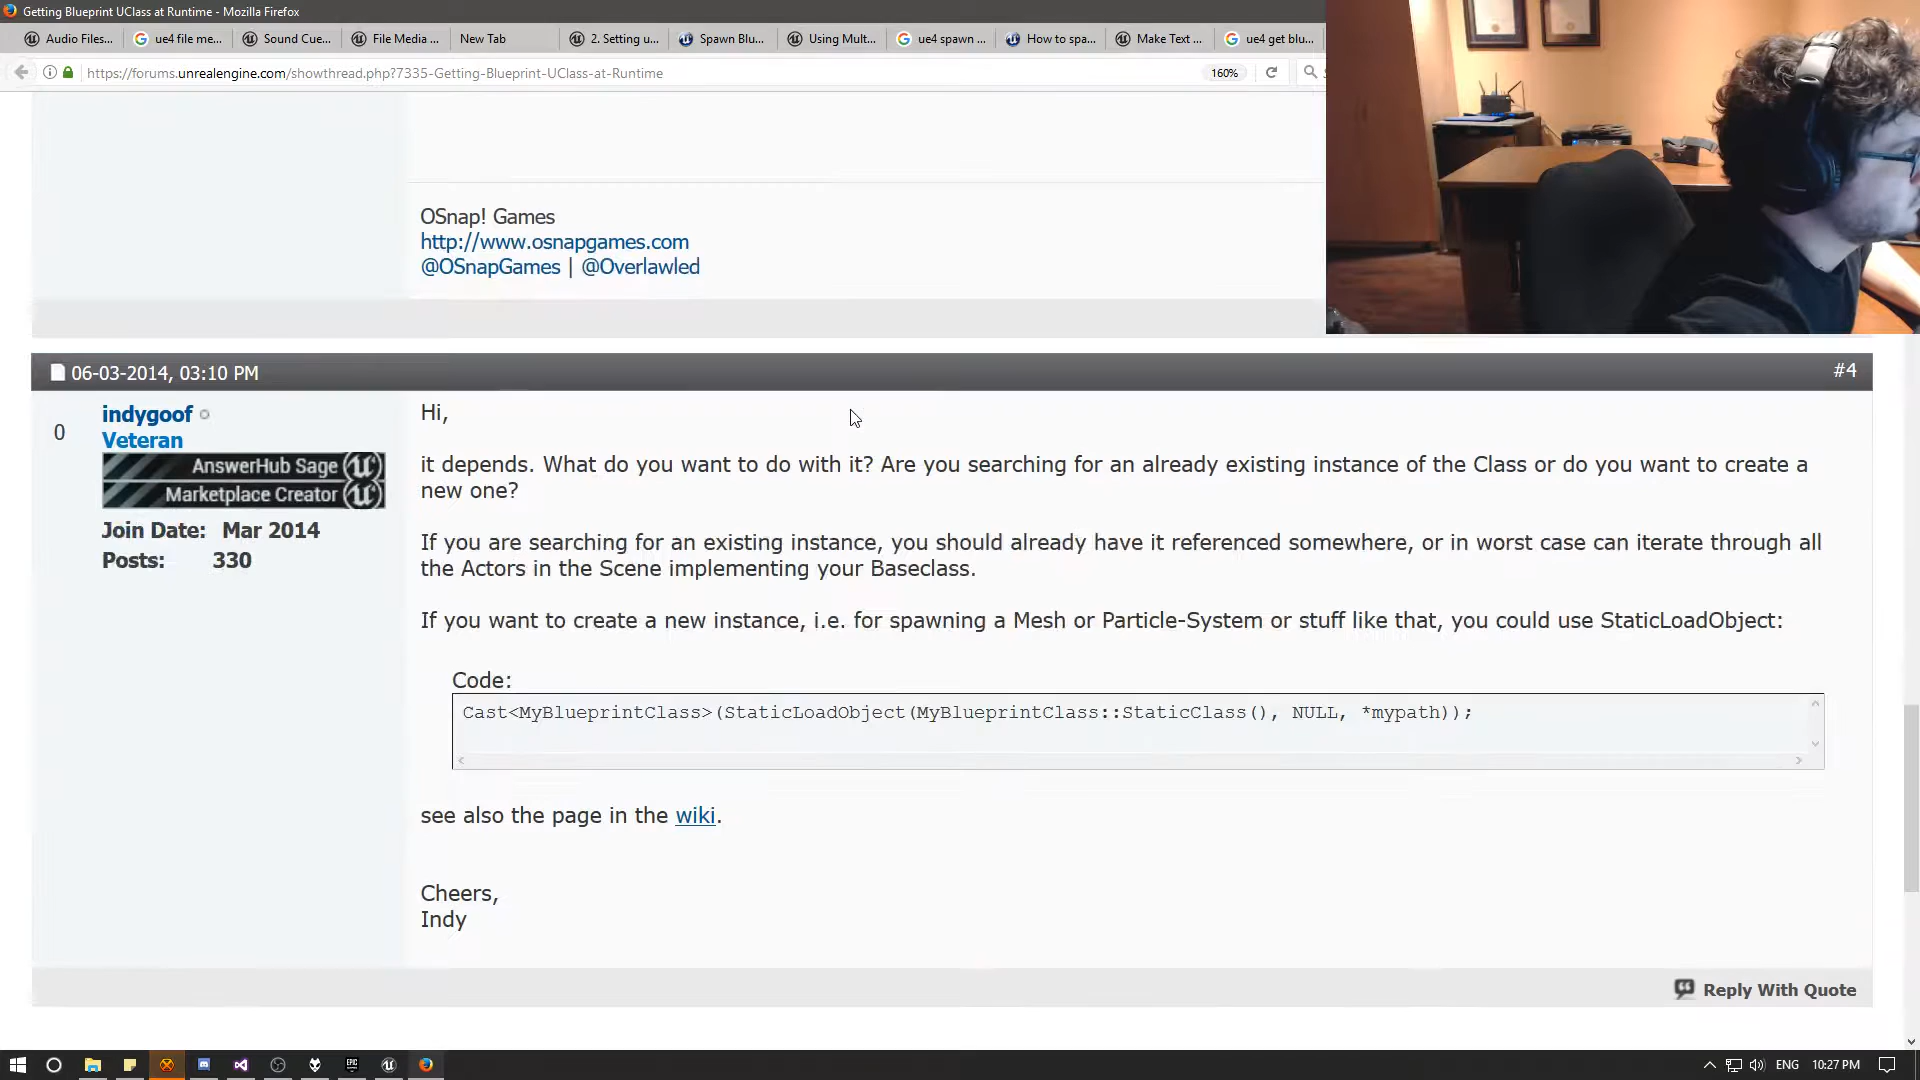 Getting Blueprint UClass at Runtime - Mozilla Firefox
Audio Files...
ue4 file me...
Sound Cue...
File Media ...
New Tab
2. Setting u...
Spawn Blu...
Using Mult...
ue4 spawn ...
How to spa...
Make Text ...
ue4 get blu...
https://forums.unrealengine.com/showthread.php?7335-Getting-Blueprint-UClass-at-Runtime
160%
OSnap! Games
http://www.osnapgames.com
@OSnapGames | @Overlawled
06-03-2014, 03:10 PM
#4
0
indygoof
Veteran
AnswerHub Sage
Marketplace Creator
Join Date: Mar 2014
Posts: 330
Hi,
it depends. What do you want to do with it? Are you searching for an already existing instance of the Class or do you want to create a
new one?
If you are searching for an existing instance, you should already have it referenced somewhere, or in worst case can iterate through all
the Actors in the Scene implementing your Baseclass.
If you want to create a new instance, i.e. for spawning a Mesh or Particle-System or stuff like that, you could use StaticLoadObject:
Code:
Cast<MyBlueprintClass>(StaticLoadObject(MyBlueprintClass::StaticClass(), NULL, *mypath));
see also the page in the wiki.
Cheers,
Indy
Reply With Quote
EPIC
ENG
10:27 PM